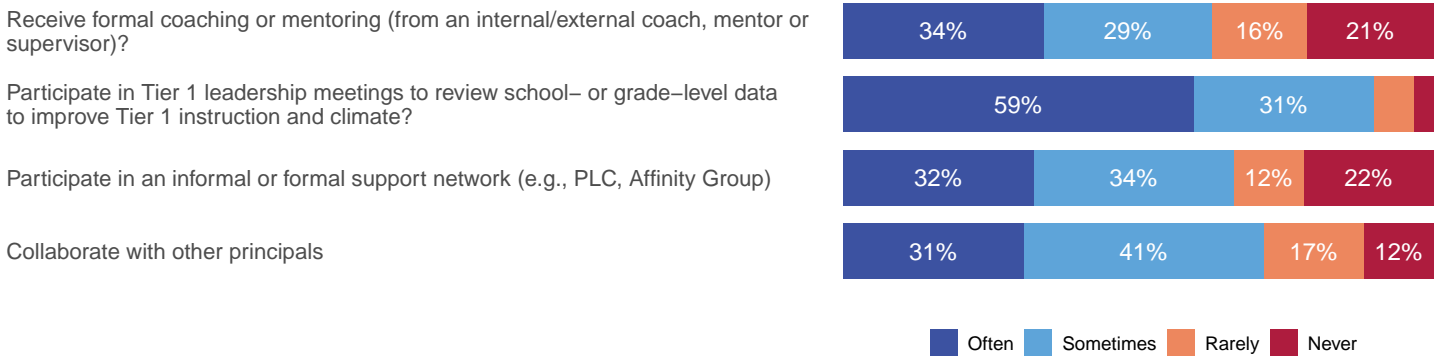 Receive formal coaching or mentoring (from an internal/external coach, mentor or
supervisor)?
34% 29% 16% 21%
Participate in Tier 1 leadership meetings to review school− or grade−level data
to improve Tier 1 instruction and climate?
59% 31%
Participate in an informal or formal support network (e.g., PLC, Affinity Group)
32% 34% 12% 22%
Collaborate with other principals
31% 41% 17% 12%
Often Sometimes Rarely Never